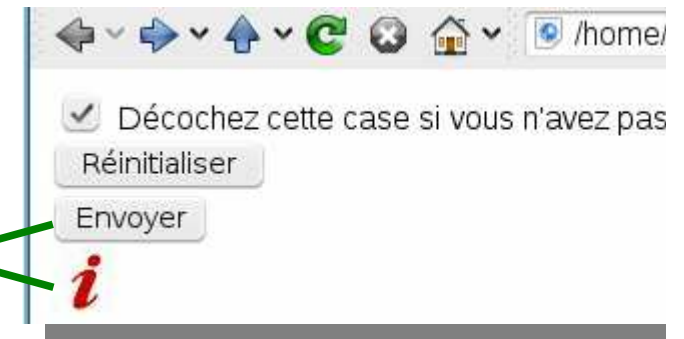 /home/
Décochez cette case si vous n'avez pas
Réinitialiser
Envoyer
i